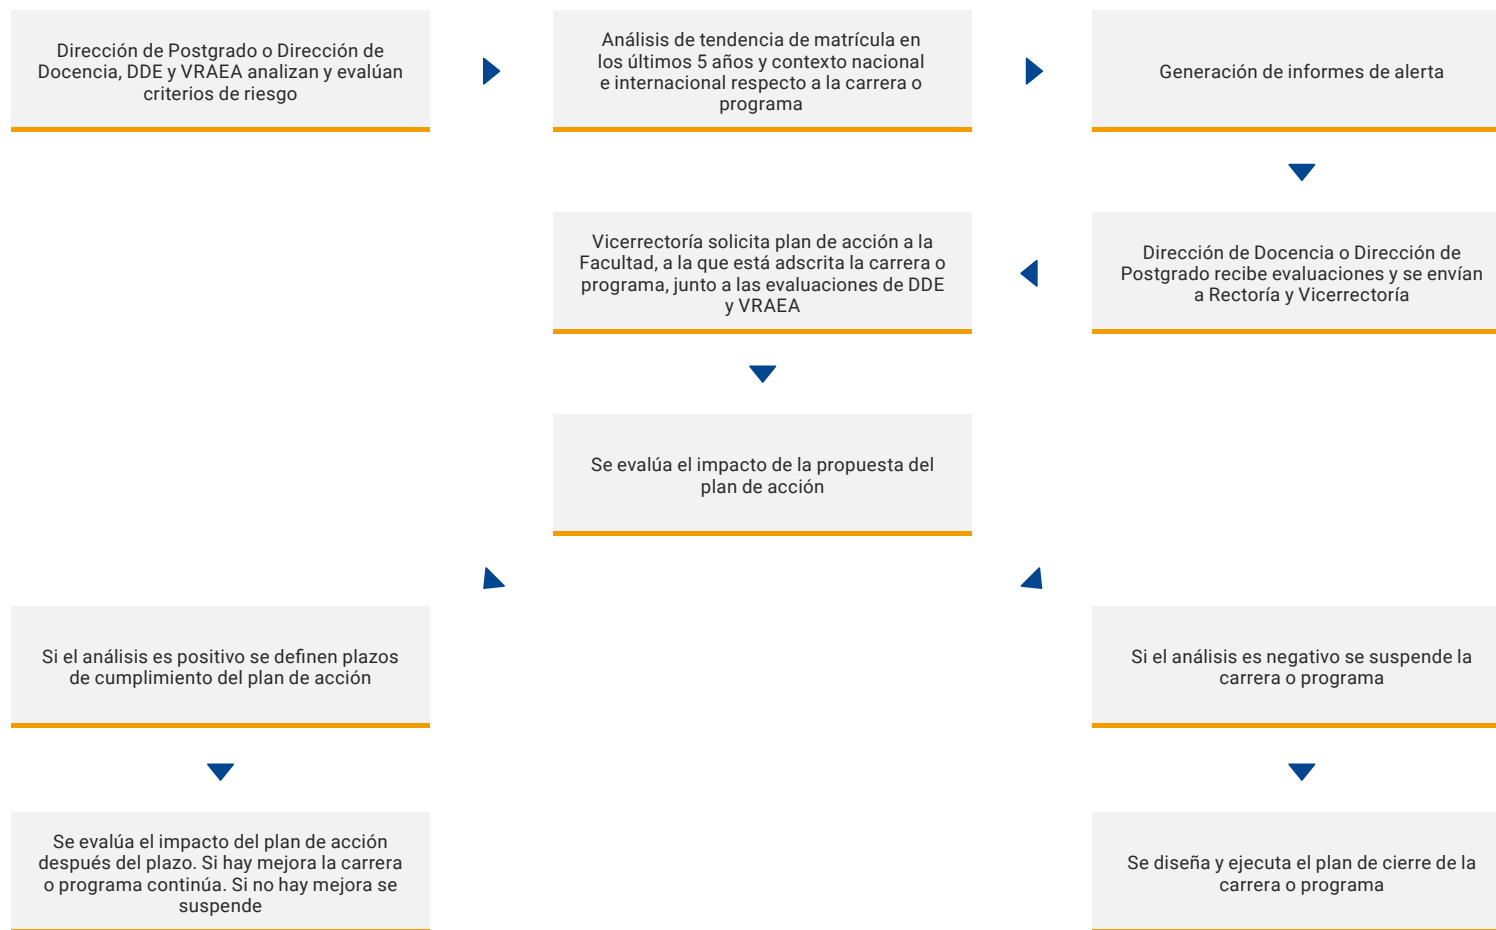 Dirección de Postgrado o Dirección de
Docencia, DDE y VRAEA analizan y evalúan
criterios de riesgo
Análisis de tendencia de matrícula en
los últimos 5 años y contexto nacional
e internacional respecto a la carrera o
programa
Generación de informes de alerta
Dirección de Docencia o Dirección de
Postgrado recibe evaluaciones y se envían
a Rectoría y Vicerrectoría
Vicerrectoría solicita plan de acción a la
Facultad, a la que está adscrita la carrera o
programa, junto a las evaluaciones de DDE
y VRAEA
Se evalúa el impacto de la propuesta del
plan de acción
Si el análisis es positivo se definen plazos
de cumplimiento del plan de acción
Se evalúa el impacto del plan de acción
después del plazo. Si hay mejora la carrera
o programa continúa. Si no hay mejora se
suspende
Si el análisis es negativo se suspende la
carrera o programa
Se diseña y ejecuta el plan de cierre de la
carrera o programa